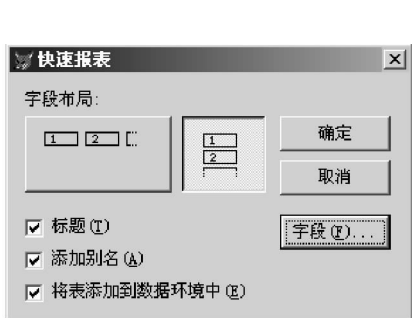 快速报表
字段布局:
1 2
1
2
确定
取消
标题(T)
字段(F)...
添加别名(A)
将表添加到数据环境中(E)